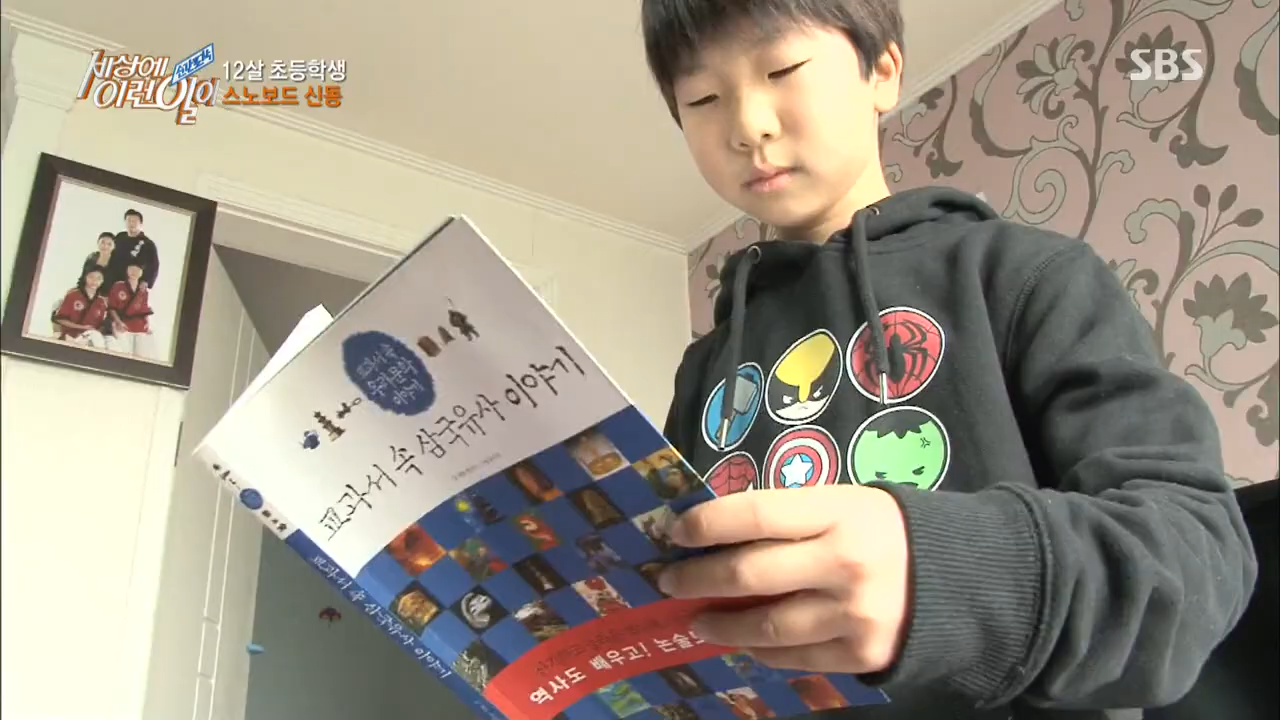 세상에
이런일이
12살 초등학생
스노보드 신동
SBS
교과서 속
우리문학
이야기
교과서 속 삼국유사 이야기
교과서 속 삼국유사 이야기
역사도 배우고! 논술도